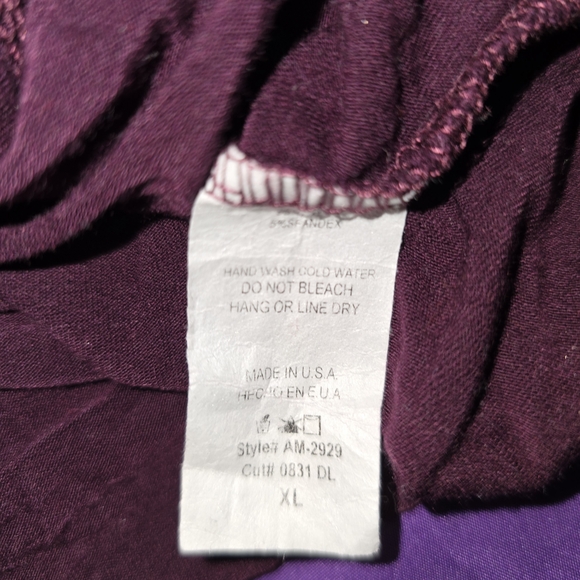 5% SPANDEX
HAND WASH COLD WATER
DO NOT BLEACH
HANG OR LINE DRY
MADE IN U.S.A.
HECHO EN E.U.A
Style# AM-2929
Cut# 0831 DL
XL